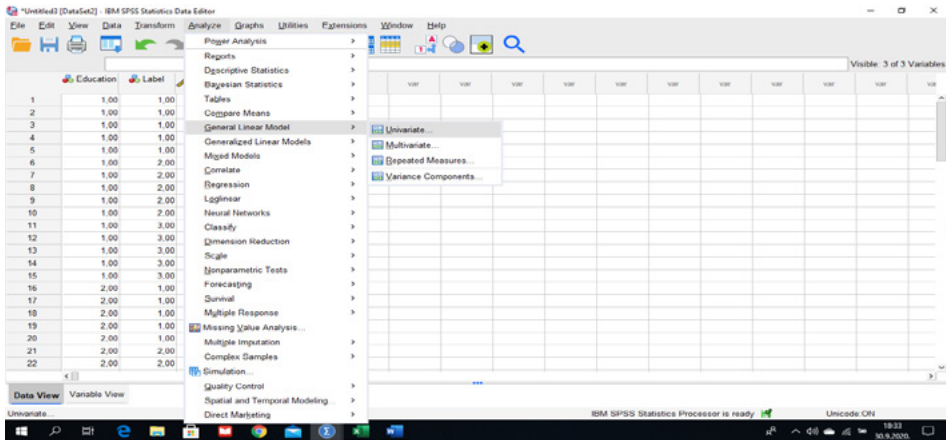 *Untitled3 [DataSet2] - IBM SPSS Statistics Data Editor
File Edit View Data Transform Analyze Graphs Utilities Extensions Window Help
Visible: 3 of 3 Variables
Education Label var var var var var var var var var
1 1,00 1,00
2 1,00 1,00
3 1,00 1,00
4 1,00 1,00
5 1,00 1,00
6 1,00 2,00
7 1,00 2,00
8 1,00 2,00
9 1,00 2,00
10 1,00 2,00
11 1,00 3,00
12 1,00 3,00
13 1,00 3,00
14 1,00 3,00
15 1,00 3,00
16 2,00 1,00
17 2,00 1,00
18 2,00 1,00
19 2,00 1,00
20 2,00 1,00
21 2,00 2,00
22 2,00 2,00
Power Analysis
Reports
Descriptive Statistics
Bayesian Statistics
Tables
Compare Means
General Linear Model
Generalized Linear Models
Mixed Models
Correlate
Regression
Loglinear
Neural Networks
Classify
Dimension Reduction
Scale
Nonparametric Tests
Forecasting
Survival
Multiple Response
Missing Value Analysis...
Multiple Imputation
Complex Samples
Simulation...
Quality Control
Spatial and Temporal Modeling...
Direct Marketing
Univariate...
Multivariate...
Repeated Measures...
Variance Components...
Data View Variable View
Univariate...
IBM SPSS Statistics Processor is ready
Unicode:ON
18:03
30.9.2020.